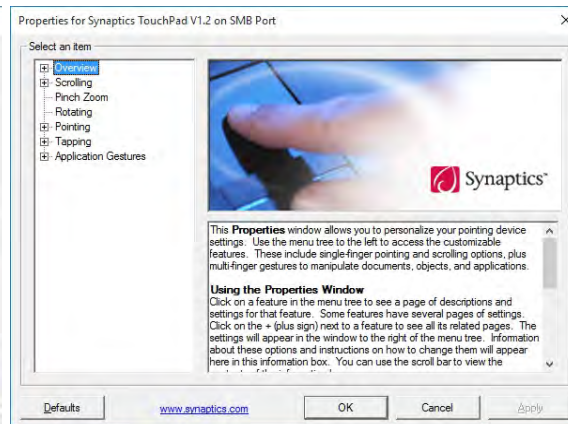 Properties for Synaptics TouchPad V1.2 on SMB Port
Select an item
Overview
Scrolling
Pinch Zoom
Rotating
Pointing
Tapping
Application Gestures
Synaptics
This Properties window allows you to personalize your pointing device
settings. Use the menu tree to the left to access the customizable
features. These include single-finger pointing and scrolling options, plus
multi-finger gestures to manipulate documents, objects, and applications.
Using the Properties Window
Click on a feature in the menu tree to see a page of descriptions and
settings for that feature. Some features have several pages of settings.
Click on the + (plus sign) next to a feature to see all its related pages. The
settings will appear in the window to the right of the menu tree. Information
about these options and instructions on how to change them will appear
here in this information box. You can use the scroll bar to view the
Defaults
www.synaptics.com
OK
Cancel
Apply